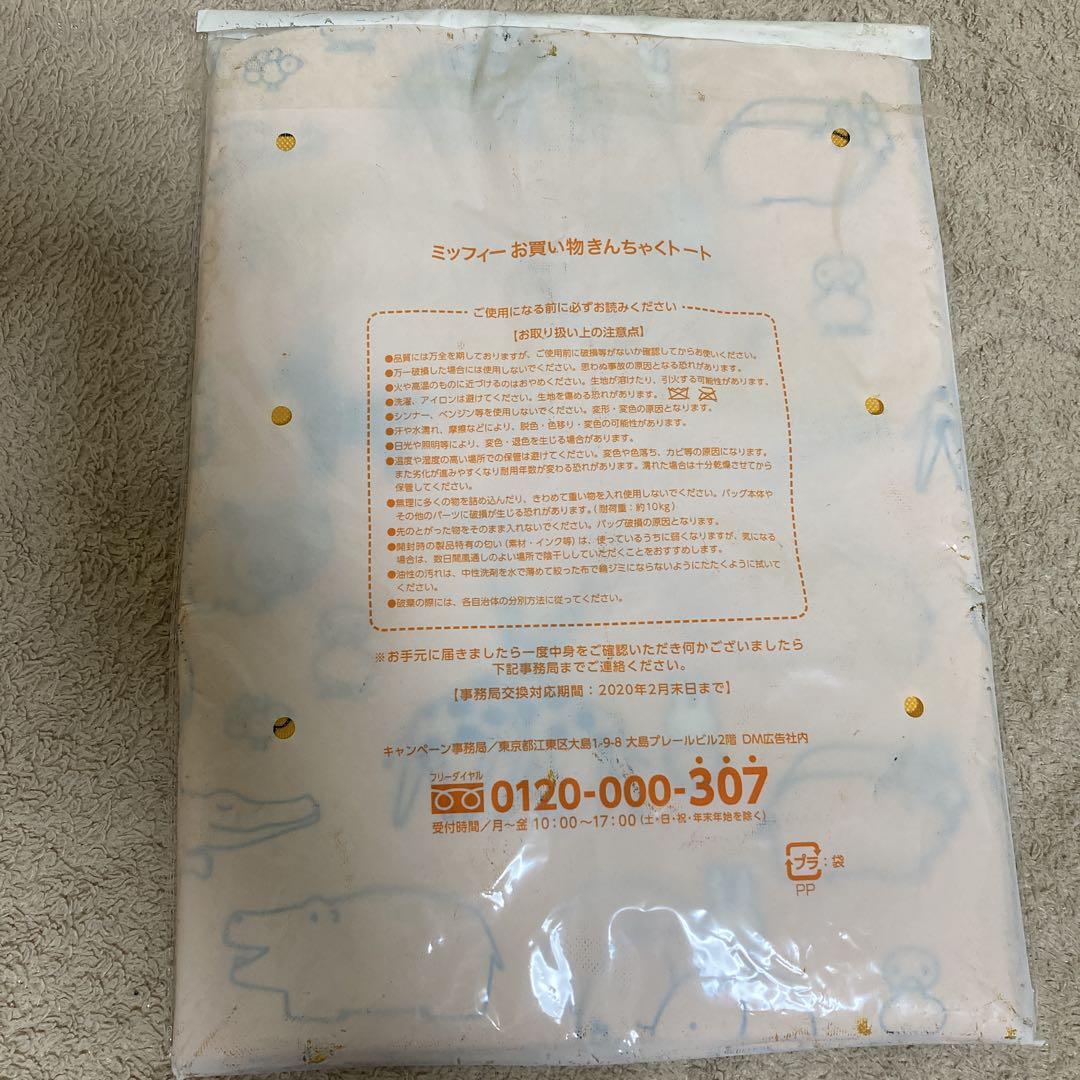 ミッフィー お買い物きんちゃくトート
ご使用になる前に必ずお読みください
【お取り扱い上の注意点】
●品質には万全を期しておりますが、ご使用前に破損等がないか確認してからお使いください。
●万一破損した場合には使用しないでください。思わぬ事故の原因となる恐れがあります。
●火や高温のものに近づけるのはおやめください。生地が溶けたり、引火する可能性があります。
●洗濯、アイロンは避けてください。生地を傷める恐れがあります。
●シンナー、ベンジン等を使用しないでください。変形・変色の原因となります。
●汗や水濡れ、摩擦などにより、脱色・色移り・変色の可能性があります。
●日光や照明等により、変色・退色を生じる場合があります。
●温度や湿度の高い場所での保管は避けてください。変色や色落ち、カビ等の原因になります。
また劣化が進みやすくなり耐用年数が変わる恐れがあります。濡れた場合は十分乾燥させてから
保管してください。
●無理に多くの物を詰め込んだり、きわめて重い物を入れ使用しないでください。バッグ本体や
その他のパーツに破損が生じる恐れがあります。(耐荷重：約10kg)
●先のとがった物をそのまま入れないでください。バッグ破損の原因となります。
●開封時の製品特有の匂い(素材・インク等)は、使っているうちに弱くなりますが、気になる
場合は、数日間風通しのよい場所で陰干ししていただくことをおすすめします。
●油性の汚れは、中性洗剤を水で薄めて絞った布で輪ジミにならないようにたたくように拭いて
ください。
●破棄の際には、各自治体の分別方法に従ってください。
※お手元に届きましたら一度中身をご確認いただき何かございましたら
下記事務局までご連絡ください。
【事務局交換対応期間：2020年2月末日まで】
キャンペーン事務局／東京都江東区大島1-9-8 大島プレールビル2階 DM広告社内
フリーダイヤル
0120-000-307
受付時間／月～金 10：00～17：00(土・日・祝・年末年始を除く)
プラ：袋
PP